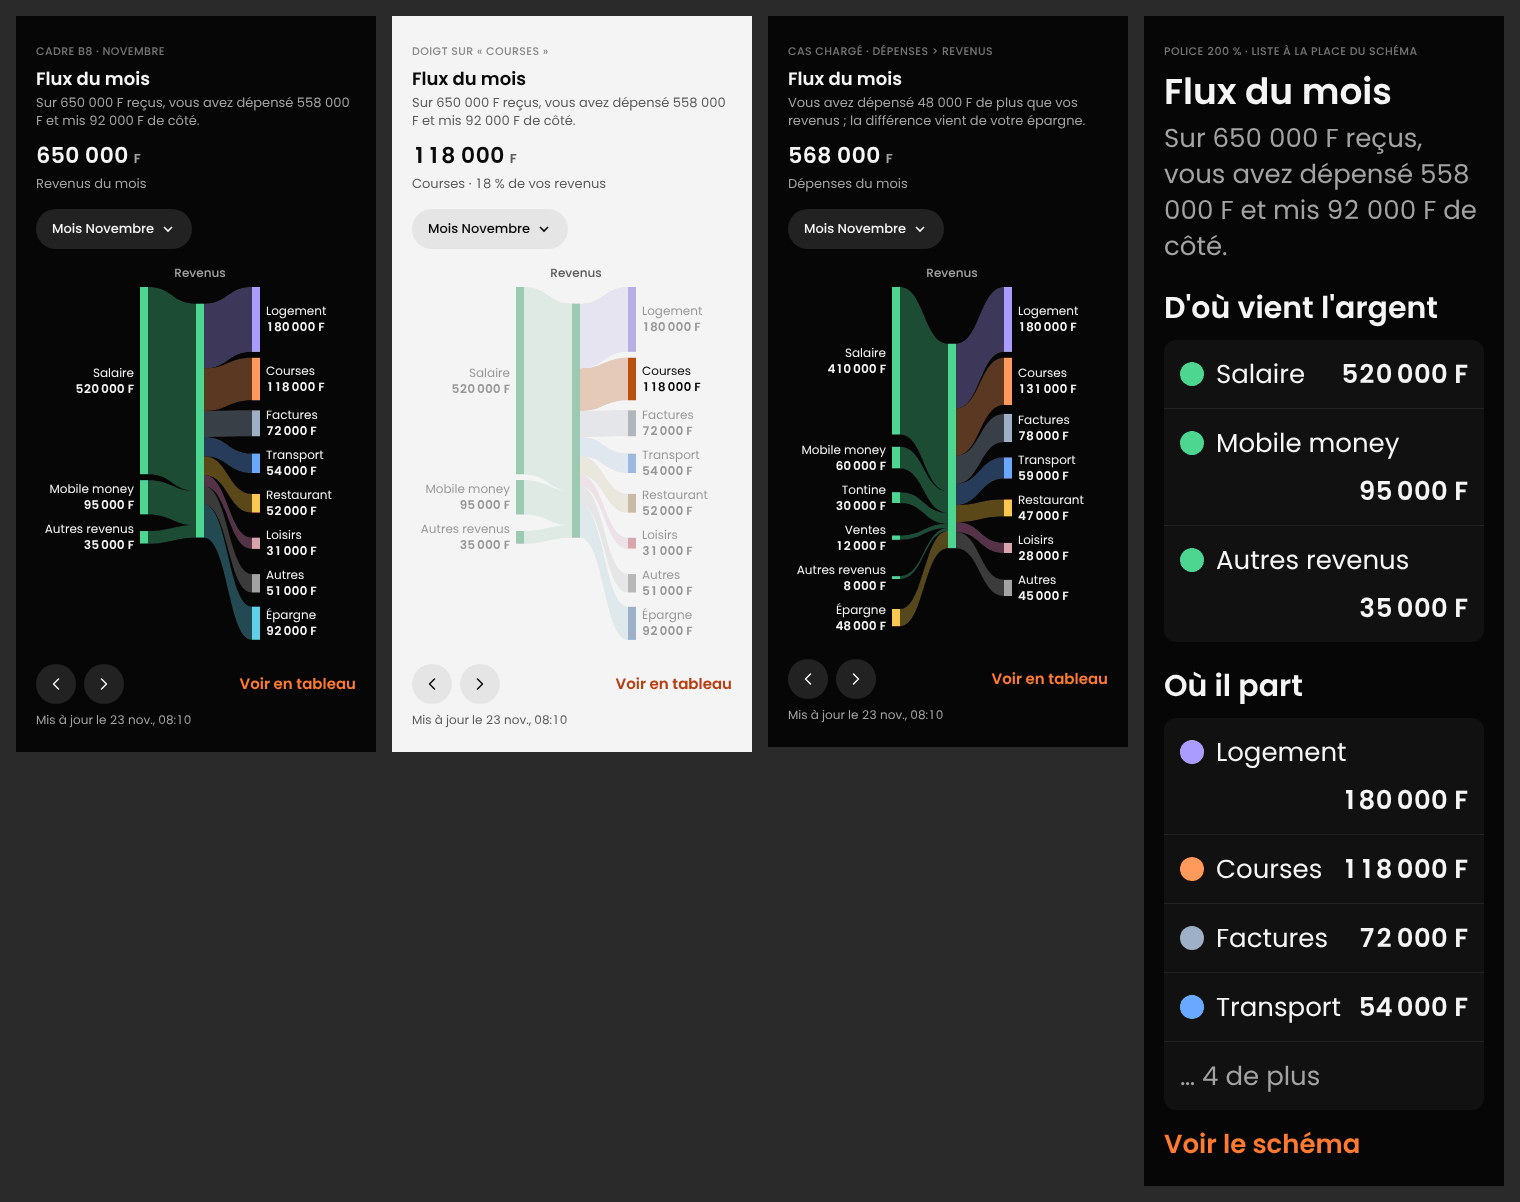 CADRE B8 · NOVEMBRE
Flux du mois
Sur 650 000 F reçus, vous avez dépensé 558 000
F et mis 92 000 F de côté.
650 000 F
Revenus du mois
Mois Novembre
Revenus
Salaire
520 000 F
Mobile money
95 000 F
Autres revenus
35 000 F
Logement
180 000 F
Courses
118 000 F
Factures
72 000 F
Transport
54 000 F
Restaurant
52 000 F
Loisirs
31 000 F
Autres
51 000 F
Épargne
92 000 F
Voir en tableau
Mis à jour le 23 nov., 08:10
DOIGT SUR « COURSES »
Flux du mois
Sur 650 000 F reçus, vous avez dépensé 558 000
F et mis 92 000 F de côté.
118 000 F
Courses · 18 % de vos revenus
Mois Novembre
Revenus
Salaire
520 000 F
Mobile money
95 000 F
Autres revenus
35 000 F
Logement
180 000 F
Courses
118 000 F
Factures
72 000 F
Transport
54 000 F
Restaurant
52 000 F
Loisirs
31 000 F
Autres
51 000 F
Épargne
92 000 F
Voir en tableau
Mis à jour le 23 nov., 08:10
CAS CHARGÉ · DÉPENSES > REVENUS
Flux du mois
Vous avez dépensé 48 000 F de plus que vos
revenus ; la différence vient de votre épargne.
568 000 F
Dépenses du mois
Mois Novembre
Revenus
Salaire
410 000 F
Mobile money
60 000 F
Tontine
30 000 F
Ventes
12 000 F
Autres revenus
8 000 F
Épargne
48 000 F
Logement
180 000 F
Courses
131 000 F
Factures
78 000 F
Transport
59 000 F
Restaurant
47 000 F
Loisirs
28 000 F
Autres
45 000 F
Voir en tableau
Mis à jour le 23 nov., 08:10
POLICE 200 % · LISTE À LA PLACE DU SCHÉMA
Flux du mois
Sur 650 000 F reçus,
vous avez dépensé 558
000 F et mis 92 000 F de
côté.
D'où vient l'argent
Salaire 520 000 F
Mobile money
95 000 F
Autres revenus
35 000 F
Où il part
Logement
180 000 F
Courses 118 000 F
Factures 72 000 F
Transport 54 000 F
... 4 de plus
Voir le schéma